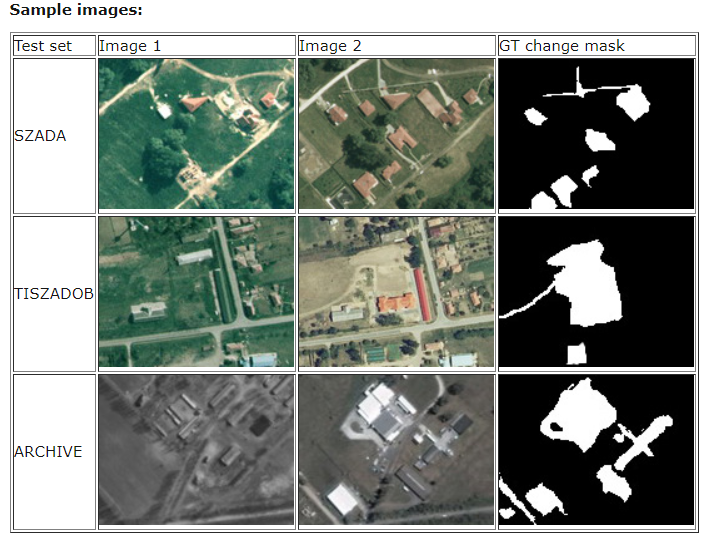 Sample images:
Test set Image 1 Image 2 GT change mask
SZADA
TISZADOB
ARCHIVE